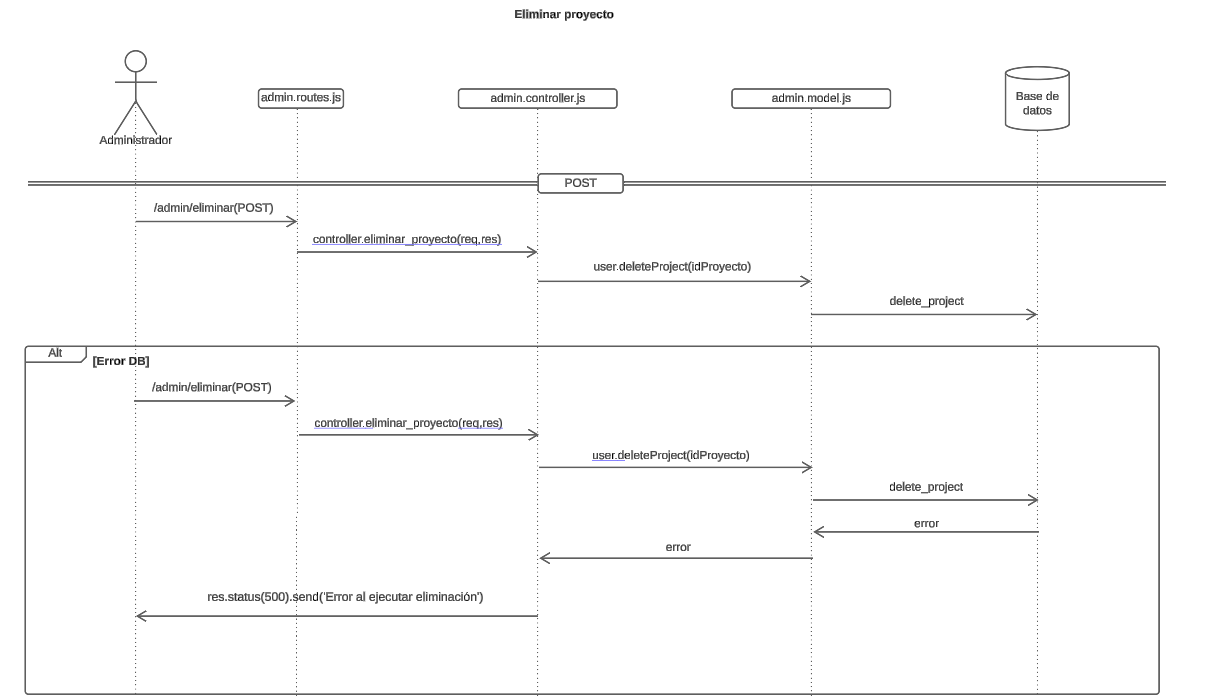 Eliminar proyecto
Administrador
admin.routes.js
admin.controller.js
admin.model.js
Base de
datos
POST
/admin/eliminar(POST)
controller.eliminar_proyecto(req,res)
user.deleteProject(idProyecto)
delete_project
Alt
[Error DB]
/admin/eliminar(POST)
controller.eliminar_proyecto(req,res)
user.deleteProject(idProyecto)
delete_project
error
error
res.status(500).send('Error al ejecutar eliminación')